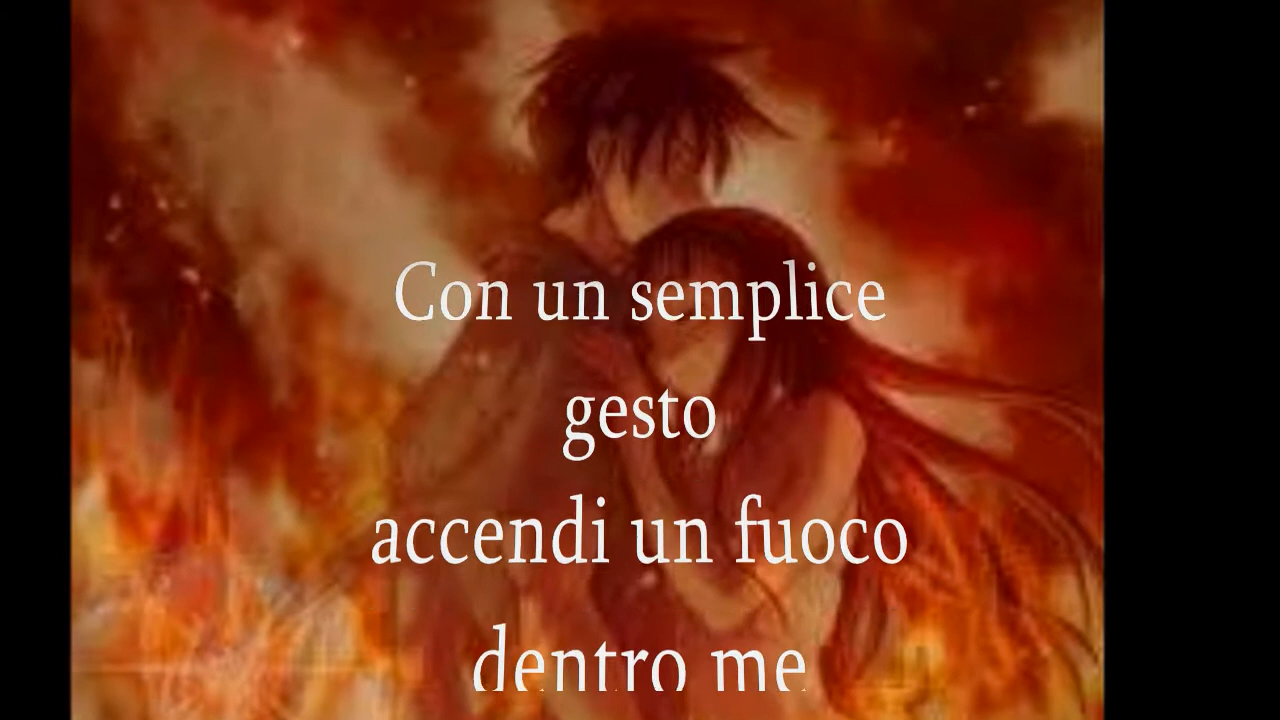 Con un semplice
gesto
accendi un fuoco
dentro me